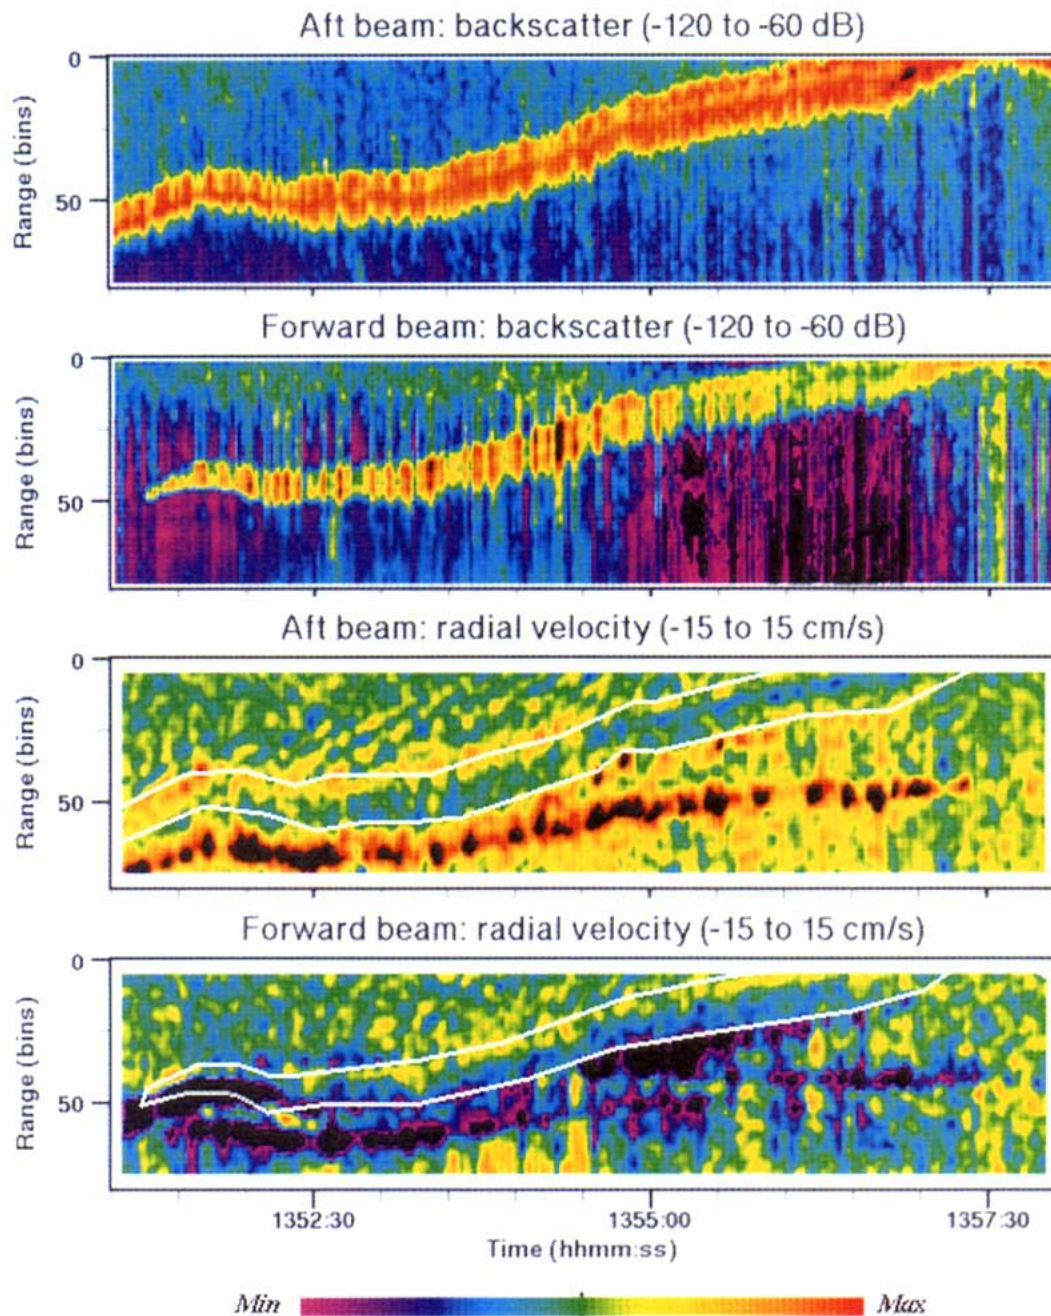 Aft beam: backscatter (-120 to -60 dB)
0
50
Range (bins)
Forward beam: backscatter (-120 to -60 dB)
0
50
Range (bins)
Aft beam: radial velocity (-15 to 15 cm/s)
0
50
Range (bins)
Forward beam: radial velocity (-15 to 15 cm/s)
0
50
Range (bins)
1352:30 1355:00 1357:30
Time (hhmm:ss)
Min Max